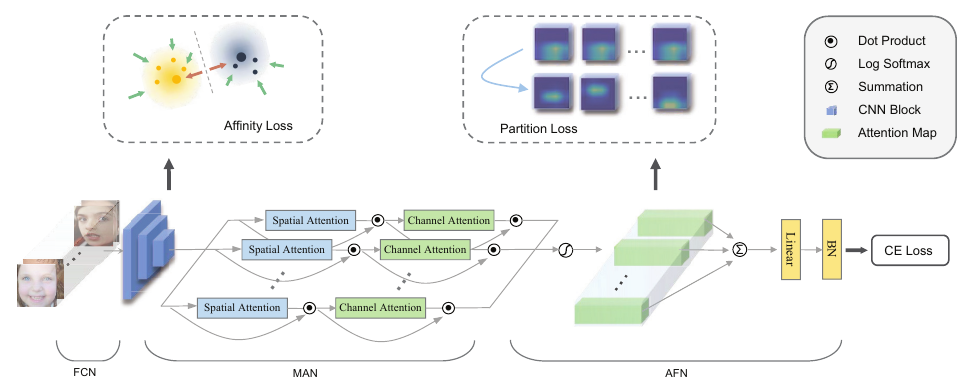 Affinity Loss
Partition Loss
Dot Product
Log Softmax
Σ Summation
CNN Block
Attention Map
Spatial Attention
Channel Attention
Spatial Attention
Channel Attention
Spatial Attention
Channel Attention
Σ
Linear
BN
CE Loss
FCN
MAN
AFN